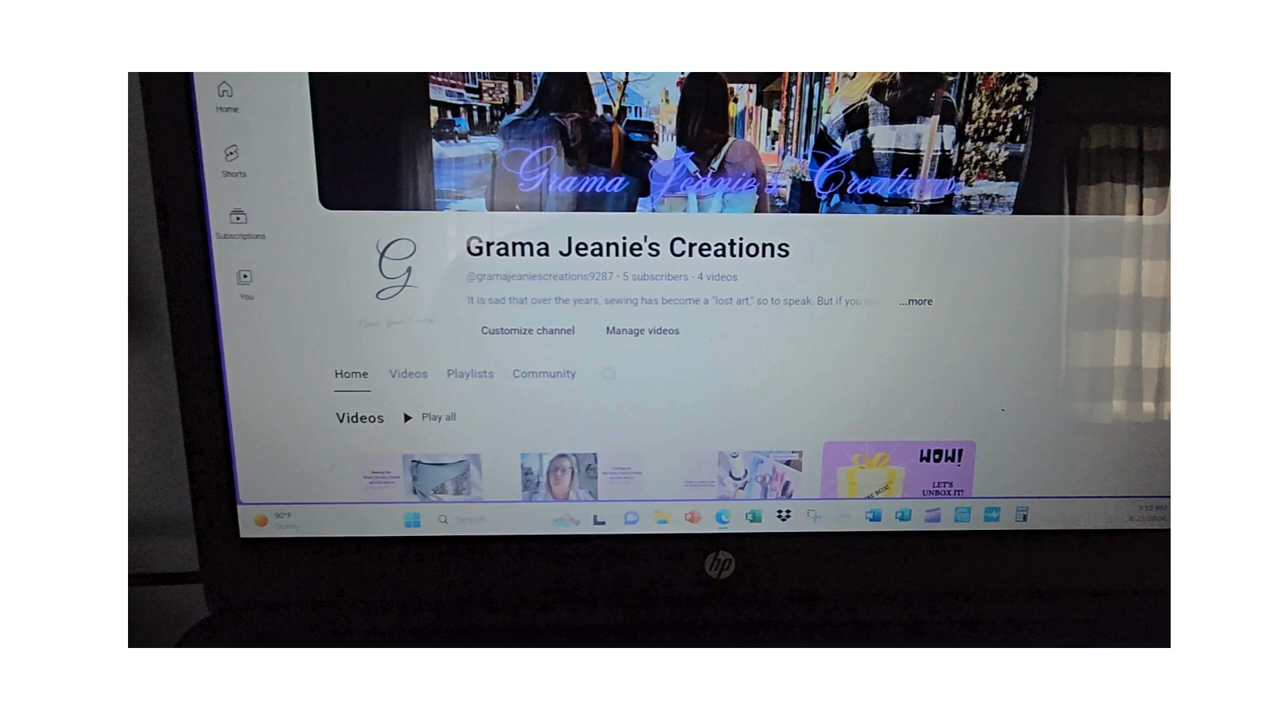 Home
Shorts
Subscriptions
You
Grama Jeanie's Creations
G
Grama Jeanie's Creations
@gramajeaniescreations9287 · 5 subscribers · 4 videos
It is sad that over the years, sewing has become a "lost art," so to speak. But if you ...more
Customize channel Manage videos
Home Videos Playlists Community
Videos Play all
WOW!
LET'S
UNBOX IT!
90°F
Sunny
Search
hp